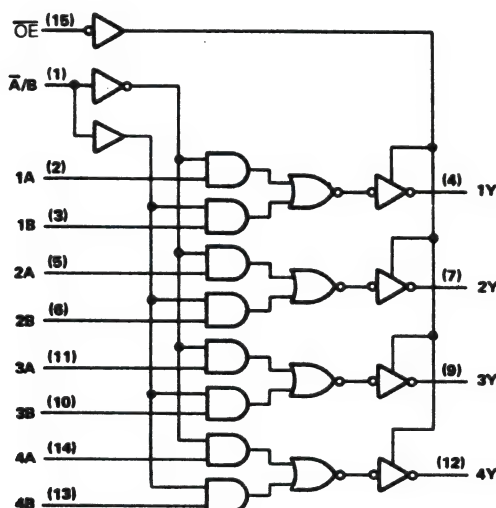 O̅E̅ (15)
A̅/B (1)
1A (2)
(4) 1Y
1B (3)
2A (5)
(7) 2Y
2B (6)
3A (11)
(9) 3Y
3B (10)
4A (14)
(12) 4Y
4B (13)